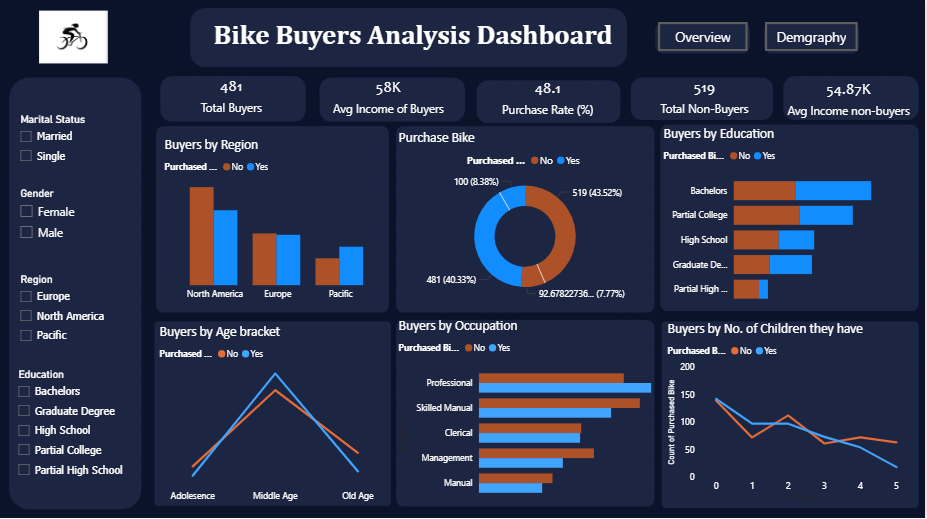 Bike Buyers Analysis Dashboard
Overview
Demgraphy
481
Total Buyers
58K
Avg Income of Buyers
48.1
Purchase Rate (%)
519
Total Non-Buyers
54.87K
Avg Income non-buyers
Marital Status
Married
Single
Gender
Female
Male
Region
Europe
North America
Pacific
Education
Bachelors
Graduate Degree
High School
Partial College
Partial High School
Buyers by Region
Purchased ... No Yes
North America Europe Pacific
Purchase Bike
Purchased ... No Yes
100 (8.38%)
519 (43.52%)
481 (40.33%)
92.67822736... (7.77%)
Buyers by Education
Purchased Bi... No Yes
Bachelors
Partial College
High School
Graduate De...
Partial High ...
Buyers by Age bracket
Purchased ... No Yes
Adolesence Middle Age Old Age
Buyers by Occupation
Purchased Bi... No Yes
Professional
Skilled Manual
Clerical
Management
Manual
Buyers by No. of Children they have
Purchased B... No Yes
Count of Purchased Bike
200
150
100
50
0
0 1 2 3 4 5